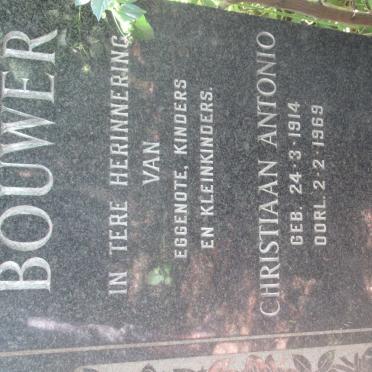 BOUWER
IN TERE HERINNERING
VAN
EGGENOTE, KINDERS
EN KLEINKINDERS.
CHRISTIAAN ANTONIO
GEB. 24·3·1914
OORL. 2·2·1969